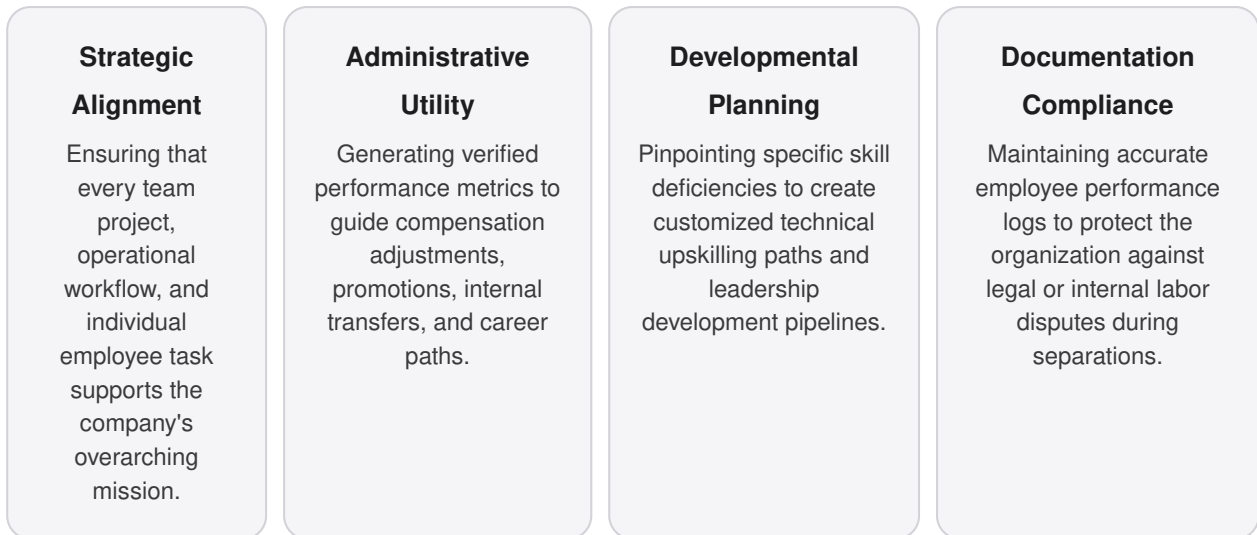 Strategic
Alignment
Ensuring that
every team
project,
operational
workflow, and
individual
employee task
supports the
company's
overarching
mission.
Administrative
Utility
Generating verified
performance metrics to
guide compensation
adjustments,
promotions, internal
transfers, and career
paths.
Developmental
Planning
Pinpointing specific skill
deficiencies to create
customized technical
upskilling paths and
leadership
development pipelines.
Documentation
Compliance
Maintaining accurate
employee performance
logs to protect the
organization against
legal or internal labor
disputes during
separations.